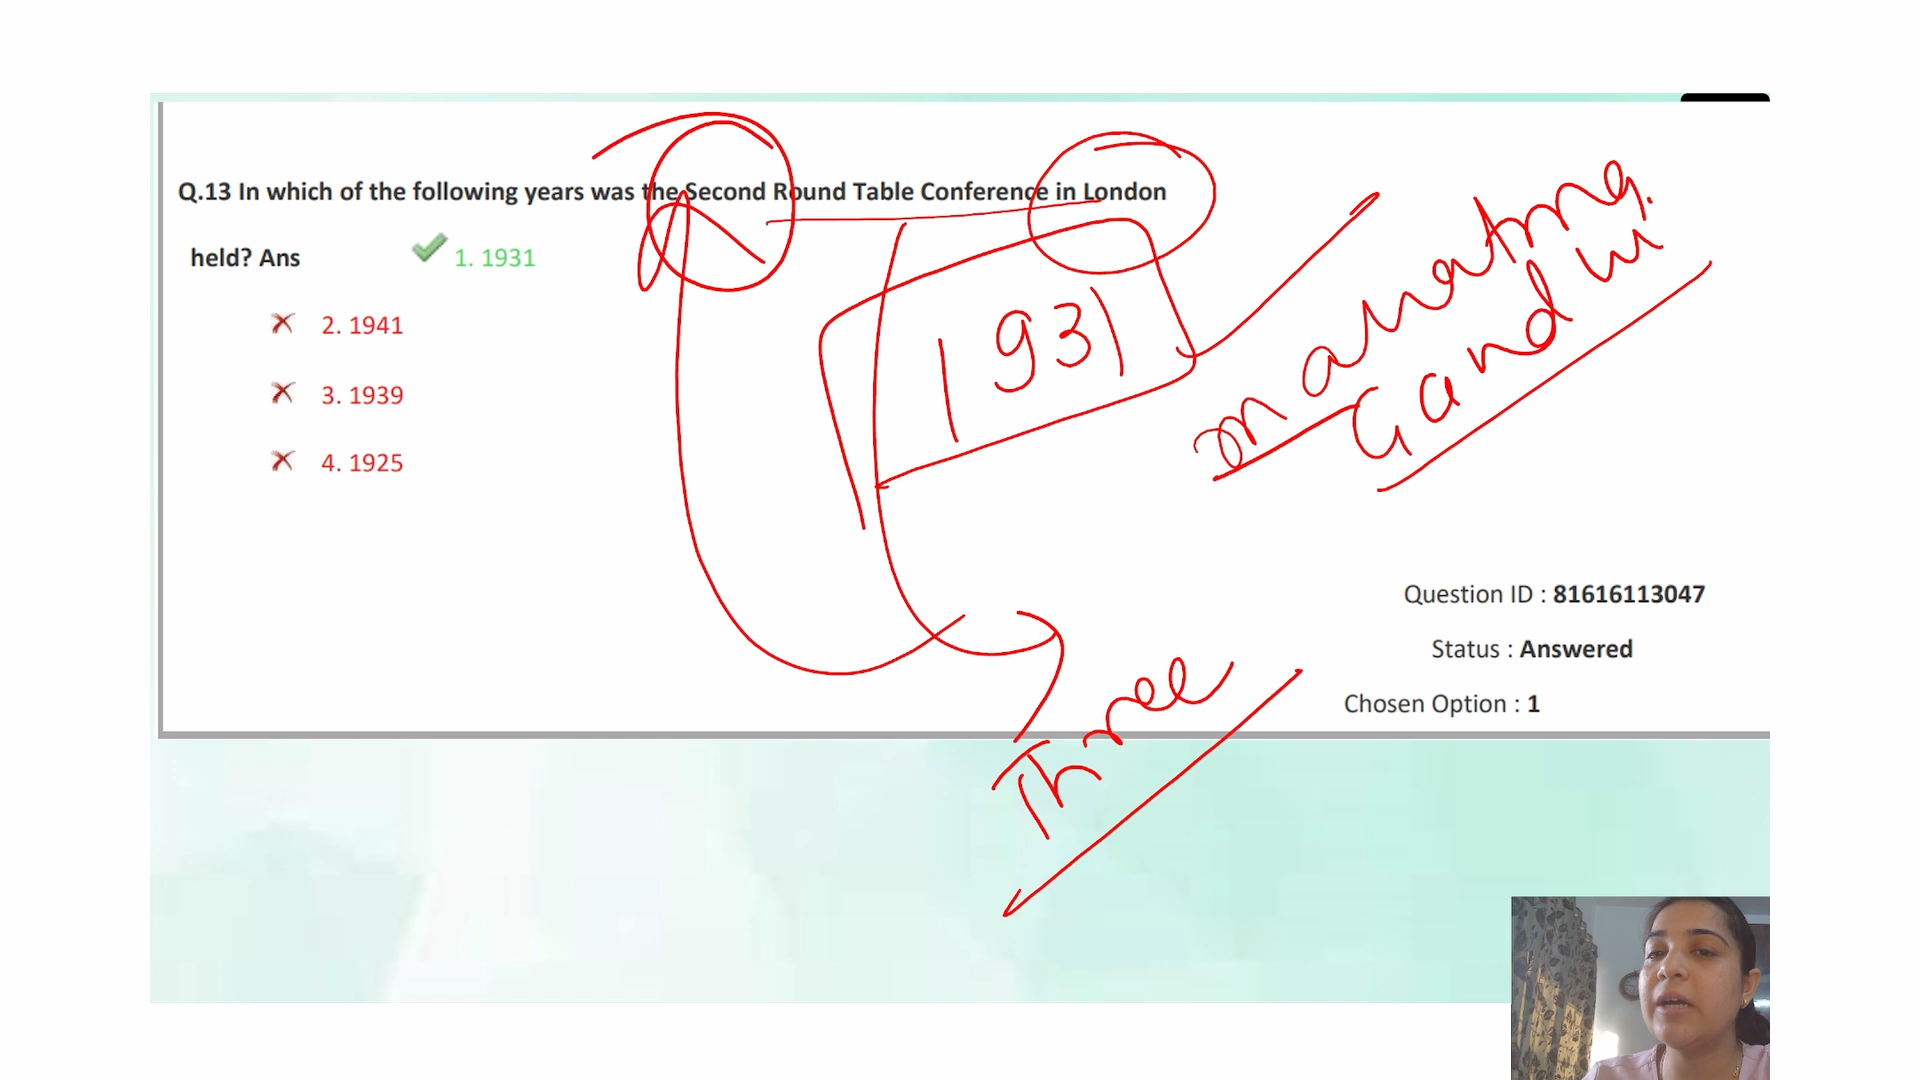 Q.13 In which of the following years was the Second Round Table Conference in London
held? Ans 1. 1931
2. 1941
3. 1939
4. 1925
1931
Mahatma
Gandhi
Three
Question ID : 81616113047
Status : Answered
Chosen Option : 1